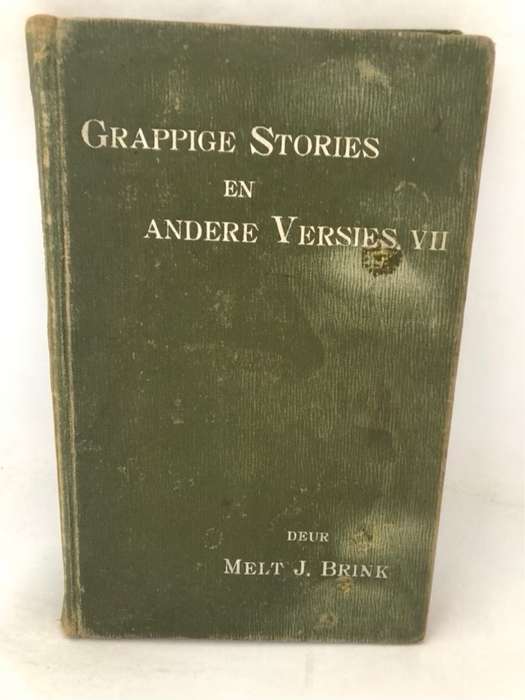 GRAPPIGE STORIES
EN
ANDERE VERSIES, VII
DEUR
MELT J. BRINK